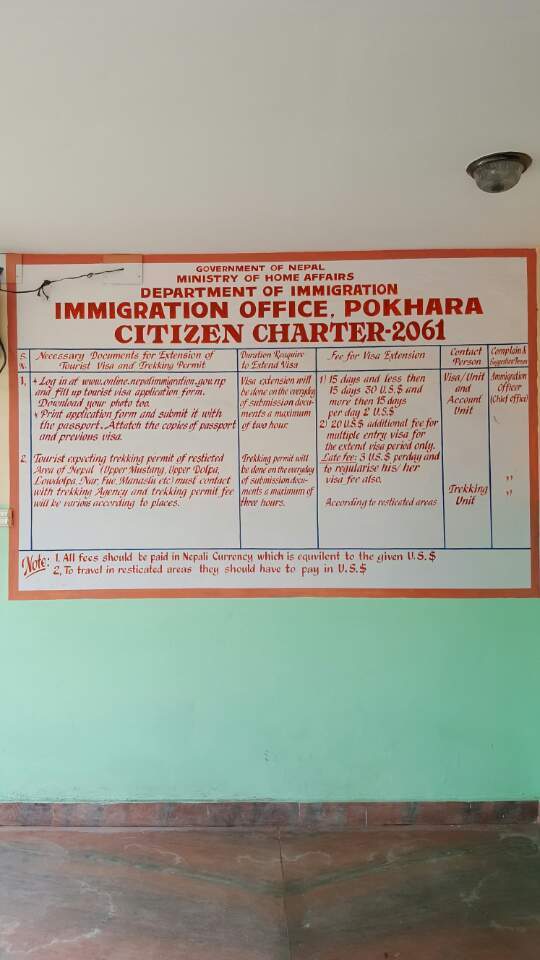 GOVERNMENT OF NEPAL
MINISTRY OF HOME AFFAIRS
DEPARTMENT OF IMMIGRATION
IMMIGRATION OFFICE, POKHARA
CITIZEN CHARTER-2061
S. N.
Necessary Documents for Extension of
Tourist Visa and Trekking Permit
Duration Require
to Extend Visa
Fee for Visa Extension
Contact
Person
Complain &
1,
* Log in at www.online.nepalimmigration.gov.np
and fill up tourist visa application form.
Download your photo too.
* Print application form and submit it with
the passport. Attatch the copies of passport
and previous visa.
Visa extension will
be done on the everyday
of submission docu-
ments a maximum
of two hour.
1) 15 days and less then
15 days 30 U.S.$ and
more then 15 days
per day 2 U.S.$
2) 20 U.S.$ additional fee for
multiple entry visa for
the extend visa period only.
Late fee: 3 U.S.$ perday and
to regularise his/her
visa fee also.
Visa/Unit
and
Account
Unit
Immigration
Officer
(Chief office)
2,
Tourist expecting trekking permit of resticted
Area of Nepal (Upper Mustang, Upper Dolpa,
Lowdolpa, Nar, Fue, Manaslu etc) must contact
with trekking Agency and trekking permit fee
will be various according to places.
Trekking permit will
be done on the everyday
of submission docu-
ments a maximum of
three hours.
According to resticated areas
Trekking
Unit
"
"
Note: 1. All fees should be paid in Nepali Currency which is equvilent to the given U.S.$
2, To travel in resticated areas they should have to pay in U.S.$